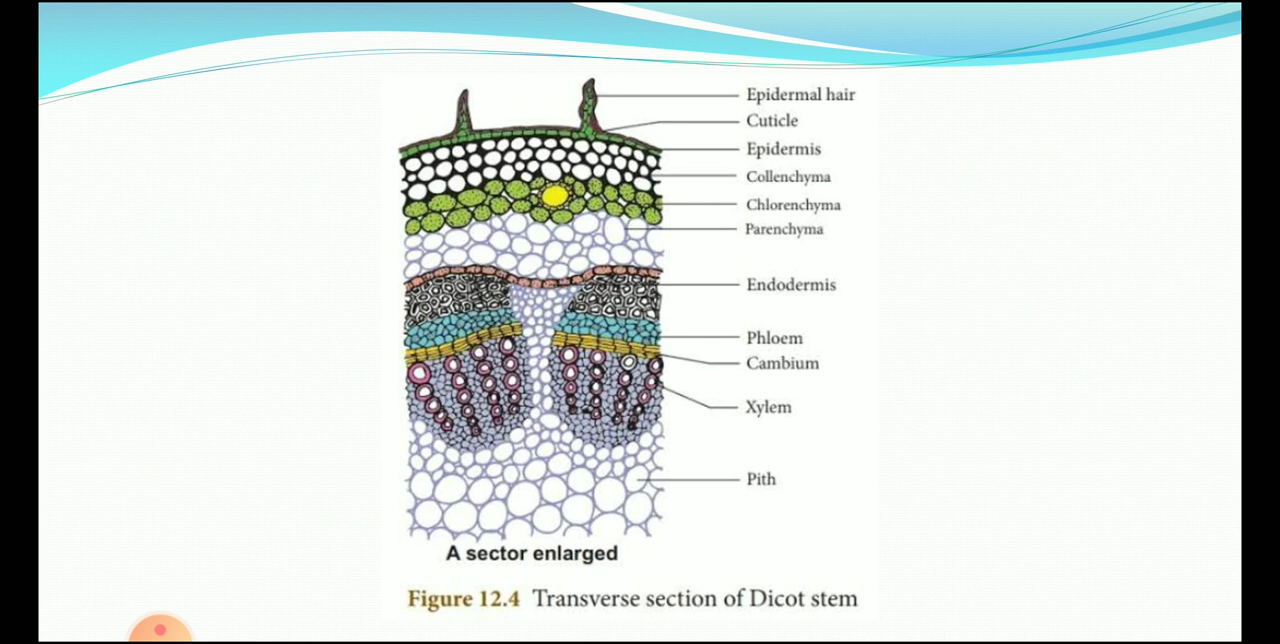 Epidermal hair
Cuticle
Epidermis
Collenchyma
Chlorenchyma
Parenchyma
Endodermis
Phloem
Cambium
Xylem
Pith
A sector enlarged
Figure 12.4 Transverse section of Dicot stem